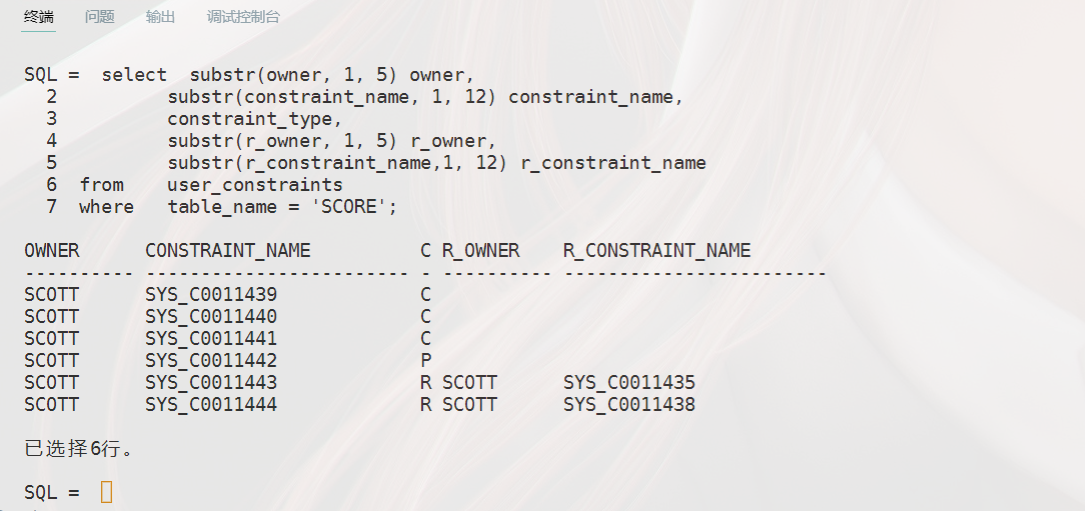 终端 问题 输出 调试控制台
SQL =  select  substr(owner, 1, 5) owner,
  2          substr(constraint_name, 1, 12) constraint_name,
  3          constraint_type,
  4          substr(r_owner, 1, 5) r_owner,
  5          substr(r_constraint_name,1, 12) r_constraint_name
  6  from    user_constraints
  7  where   table_name = 'SCORE';
OWNER      CONSTRAINT_NAME          C R_OWNER    R_CONSTRAINT_NAME
---------- ------------------------ - ---------- ------------------------
SCOTT      SYS_C0011439             C
SCOTT      SYS_C0011440             C
SCOTT      SYS_C0011441             C
SCOTT      SYS_C0011442             P
SCOTT      SYS_C0011443             R SCOTT      SYS_C0011435
SCOTT      SYS_C0011444             R SCOTT      SYS_C0011438
已选择6行。
SQL =